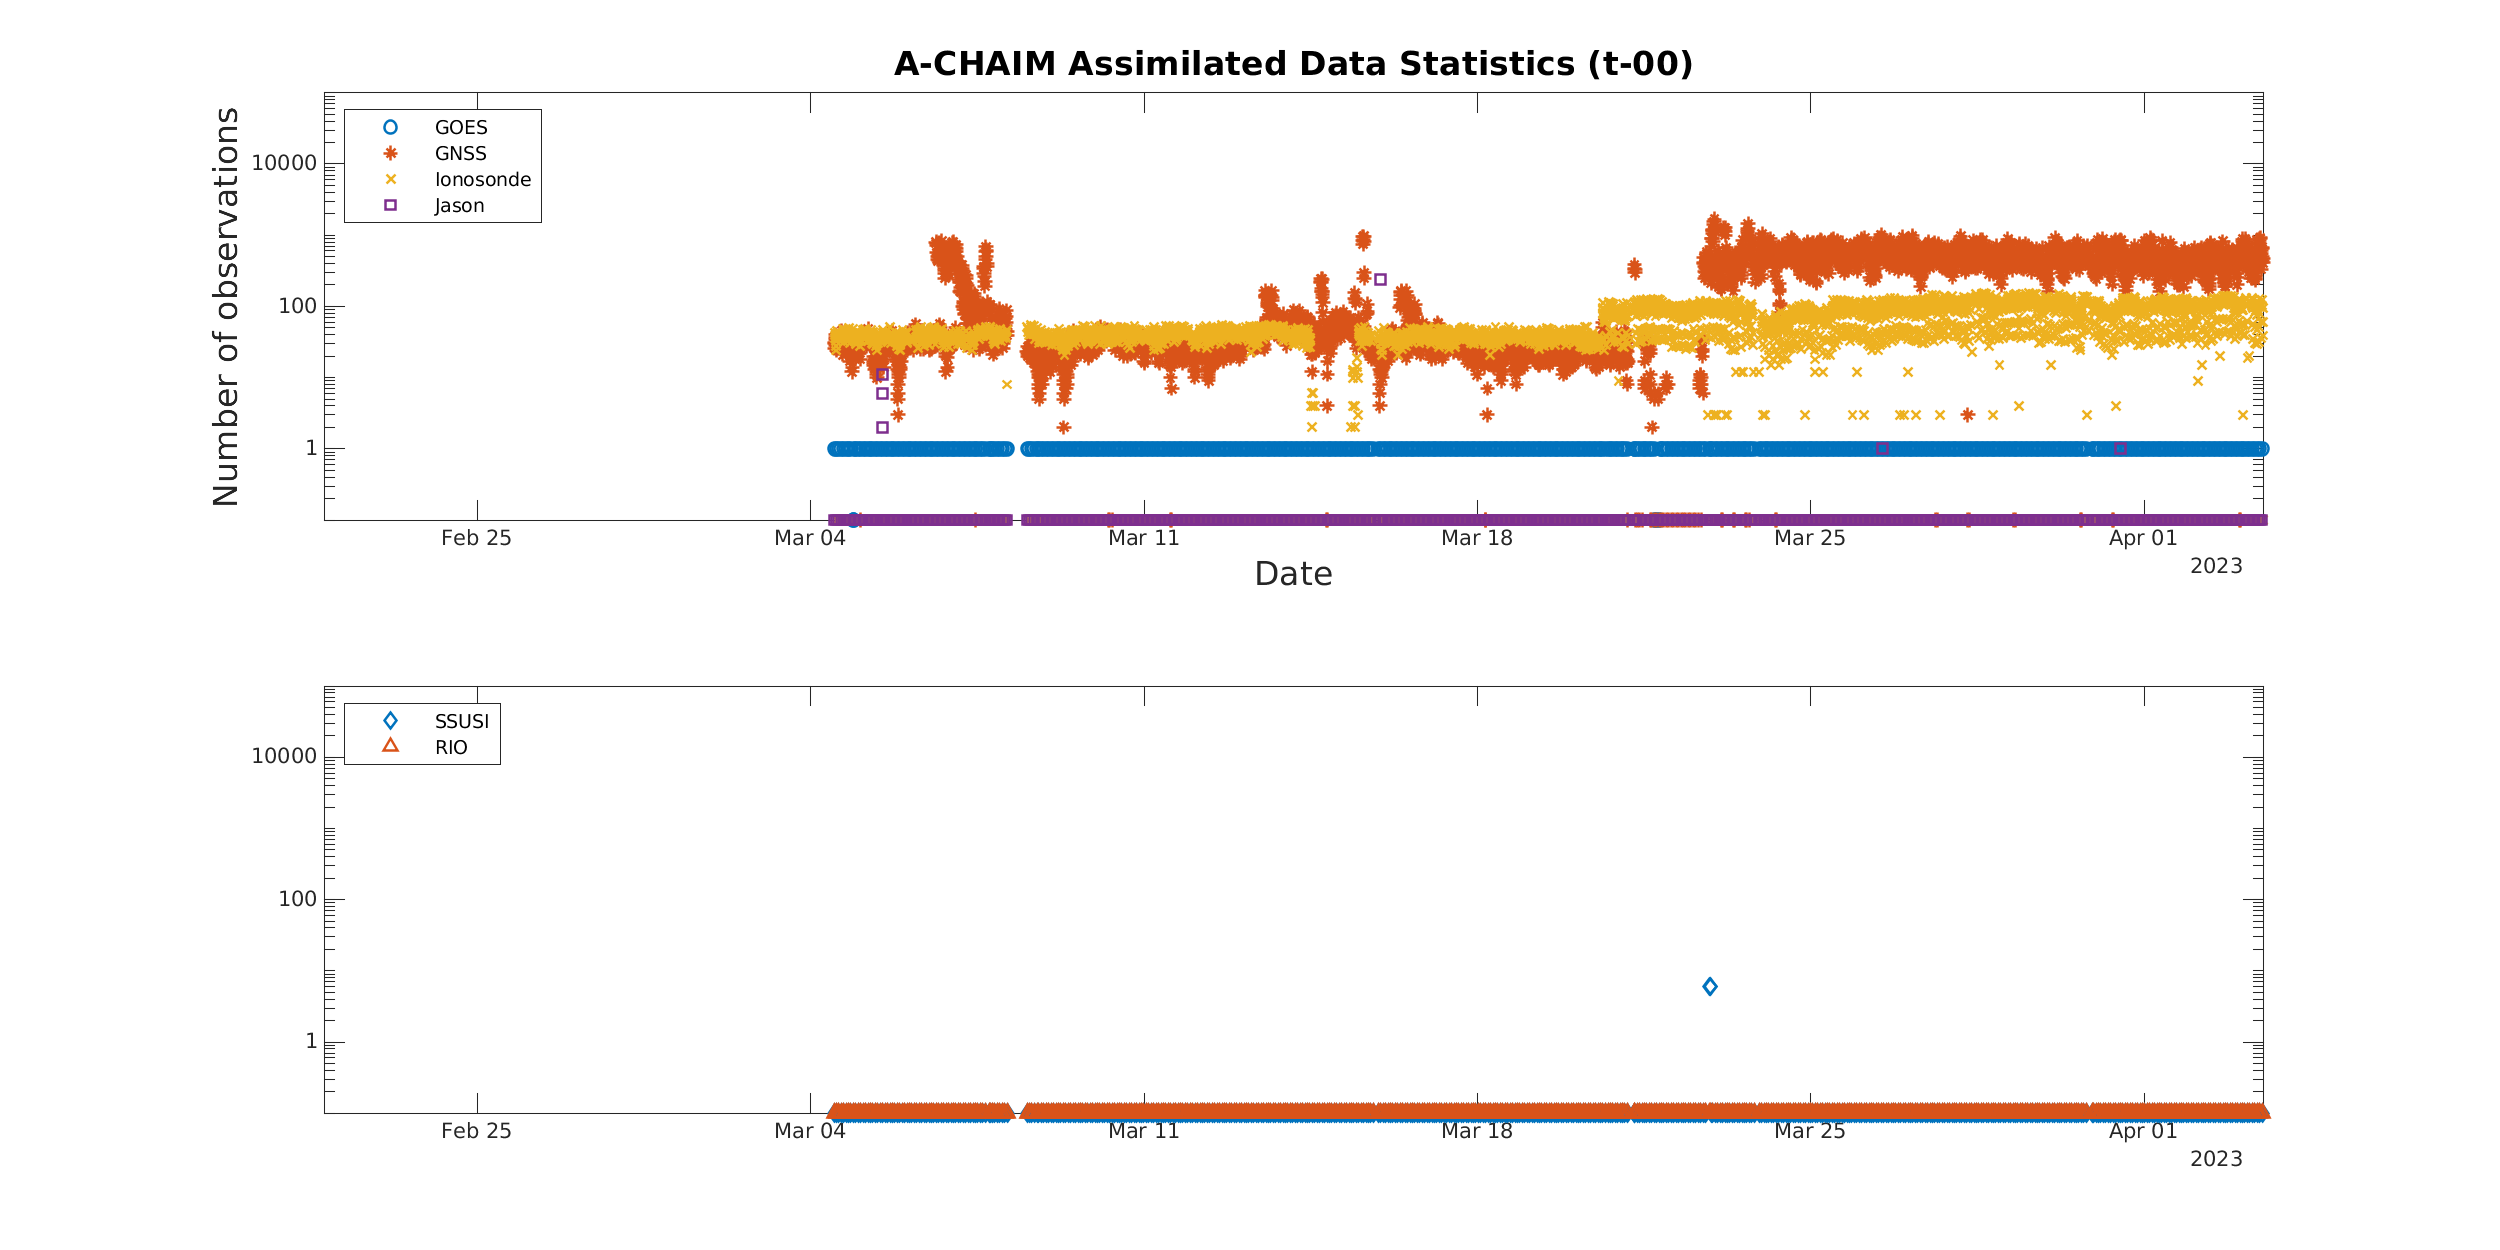 A-CHAIM Assimilated Data Statistics (t-00)
Number of observations
GOES
GNSS
Ionosonde
Jason
10000
100
1
Feb 25 Mar 04 Mar 11 Mar 18 Mar 25 Apr 01
2023
Date
SSUSI
RIO
10000
100
1
Feb 25 Mar 04 Mar 11 Mar 18 Mar 25 Apr 01
2023